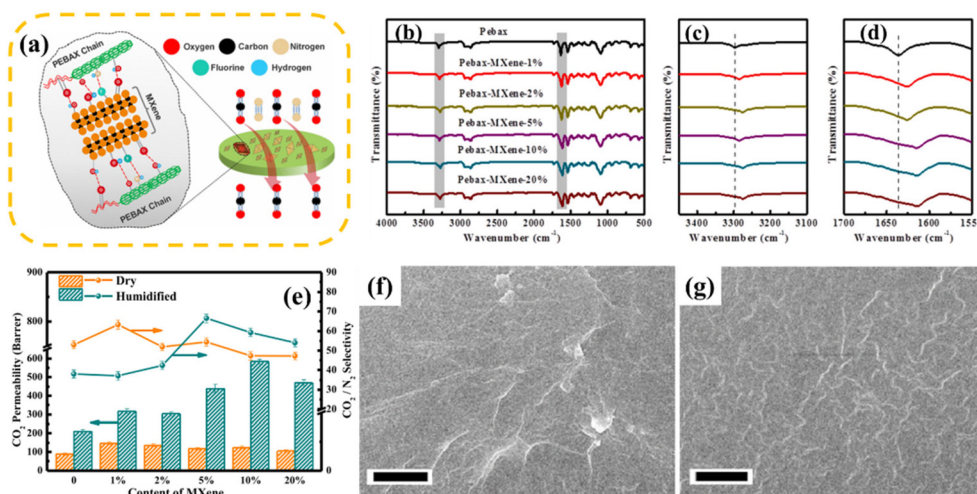 (a)
PEBAX Chain
MXene
PEBAX Chain
Oxygen Carbon Nitrogen
Fluorine Hydrogen
(b)
Pebax
Pebax-MXene-1%
Pebax-MXene-2%
Pebax-MXene-5%
Pebax-MXene-10%
Pebax-MXene-20%
Transmittance (%)
4000 3500 3000 2500 2000 1500 1000 500
Wavenumber (cm-1)
(c)
Transmittance (%)
3400 3300 3200 3100
Wavenumber (cm-1)
(d)
Transmittance (%)
1700 1650 1600 1550
Wavenumber (cm-1)
(e)
Dry
Humidified
CO2 Permeability (Barrer)
900
800
600
500
400
300
200
100
0
CO2 / N2 Selectivity
90
80
70
60
50
40
30
20
0
0 1% 2% 5% 10% 20%
Content of MXene
(f)
(g)